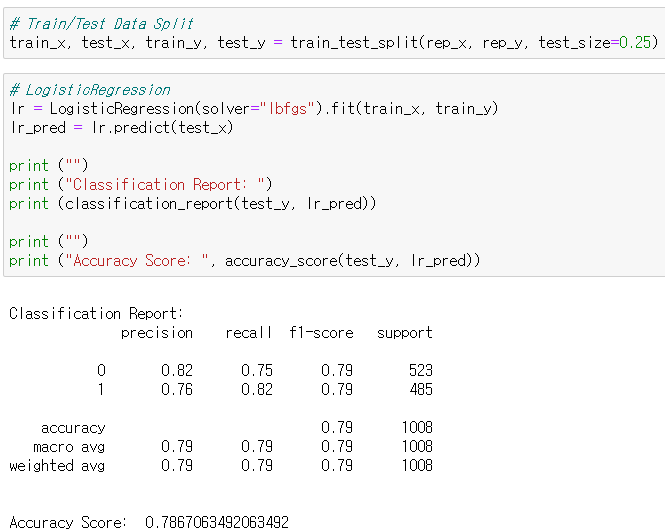 # Train/Test Data Split
train_x, test_x, train_y, test_y = train_test_split(rep_x, rep_y, test_size=0.25)
# LogisticRegression
lr = LogisticRegression(solver="lbfgs").fit(train_x, train_y)
lr_pred = lr.predict(test_x)
print ("")
print ("Classification Report: ")
print (classification_report(test_y, lr_pred))
print ("")
print ("Accuracy Score: ", accuracy_score(test_y, lr_pred))
Classification Report:
precision recall f1-score support
0 0.82 0.75 0.79 523
1 0.76 0.82 0.79 485
accuracy 0.79 1008
macro avg 0.79 0.79 0.79 1008
weighted avg 0.79 0.79 0.79 1008
Accuracy Score: 0.7867063492063492